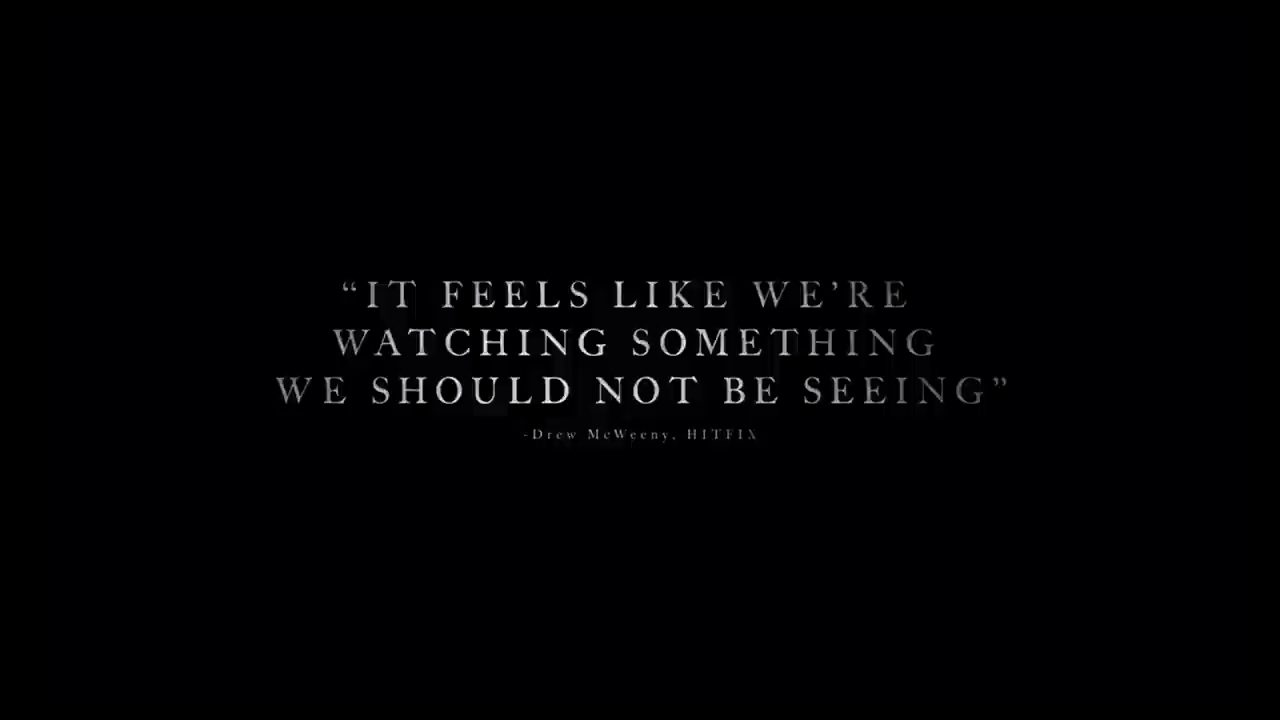 “IT FEELS LIKE WE’RE
WATCHING SOMETHING
WE SHOULD NOT BE SEEING”
-Drew McWeeny, HITFIX